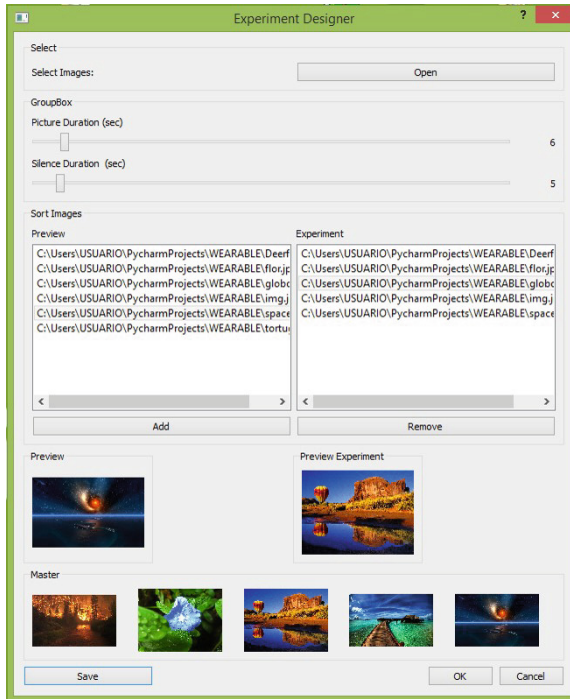 Experiment Designer
?
x
Select
Select Images:
Open
GroupBox
Picture Duration (sec)
6
Silence Duration (sec)
5
Sort Images
Preview
C:\Users\USUARIO\PycharmProjects\WEARABLE\Deerf
C:\Users\USUARIO\PycharmProjects\WEARABLE\flor.jp
C:\Users\USUARIO\PycharmProjects\WEARABLE\globo
C:\Users\USUARIO\PycharmProjects\WEARABLE\img.j
C:\Users\USUARIO\PycharmProjects\WEARABLE\space
C:\Users\USUARIO\PycharmProjects\WEARABLE\tortug
Add
Experiment
C:\Users\USUARIO\PycharmProjects\WEARABLE\Deerf
C:\Users\USUARIO\PycharmProjects\WEARABLE\flor.jp
C:\Users\USUARIO\PycharmProjects\WEARABLE\globo
C:\Users\USUARIO\PycharmProjects\WEARABLE\img.j
C:\Users\USUARIO\PycharmProjects\WEARABLE\space
Remove
Preview
Preview Experiment
Master
Save
OK
Cancel